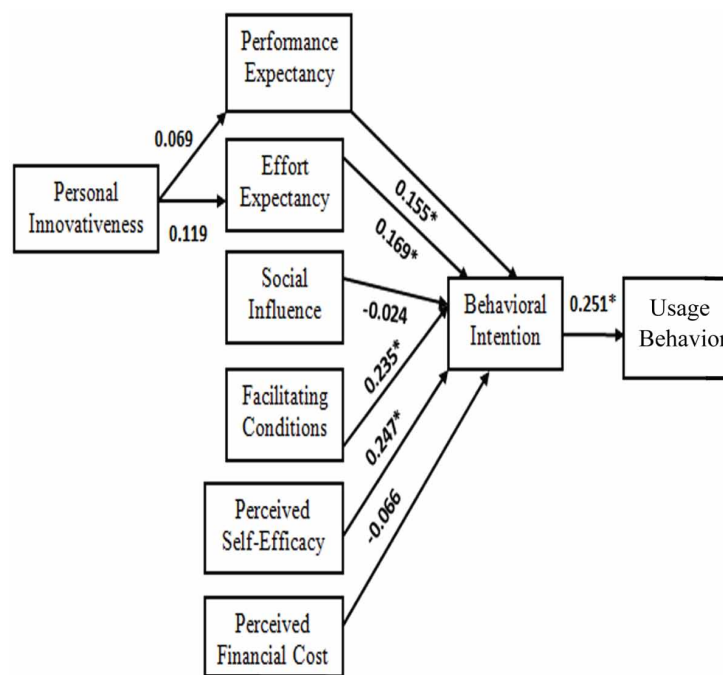 Performance
Expectancy
0.069
Effort
Expectancy
Personal
Innovativeness
0.119
0.155*
0.169*
Social
Influence
-0.024
Behavioral
Intention
0.251*
Usage
Behavior
Facilitating
Conditions
0.235*
0.247*
Perceived
Self-Efficacy
-0.066
Perceived
Financial Cost